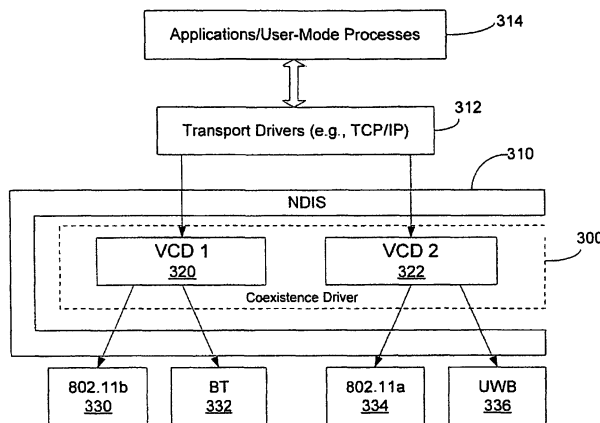 Applications/User-Mode Processes
314
Transport Drivers (e.g., TCP/IP)
312
310
NDIS
300
VCD 1
320
VCD 2
322
Coexistence Driver
802.11b
330
BT
332
802.11a
334
UWB
336